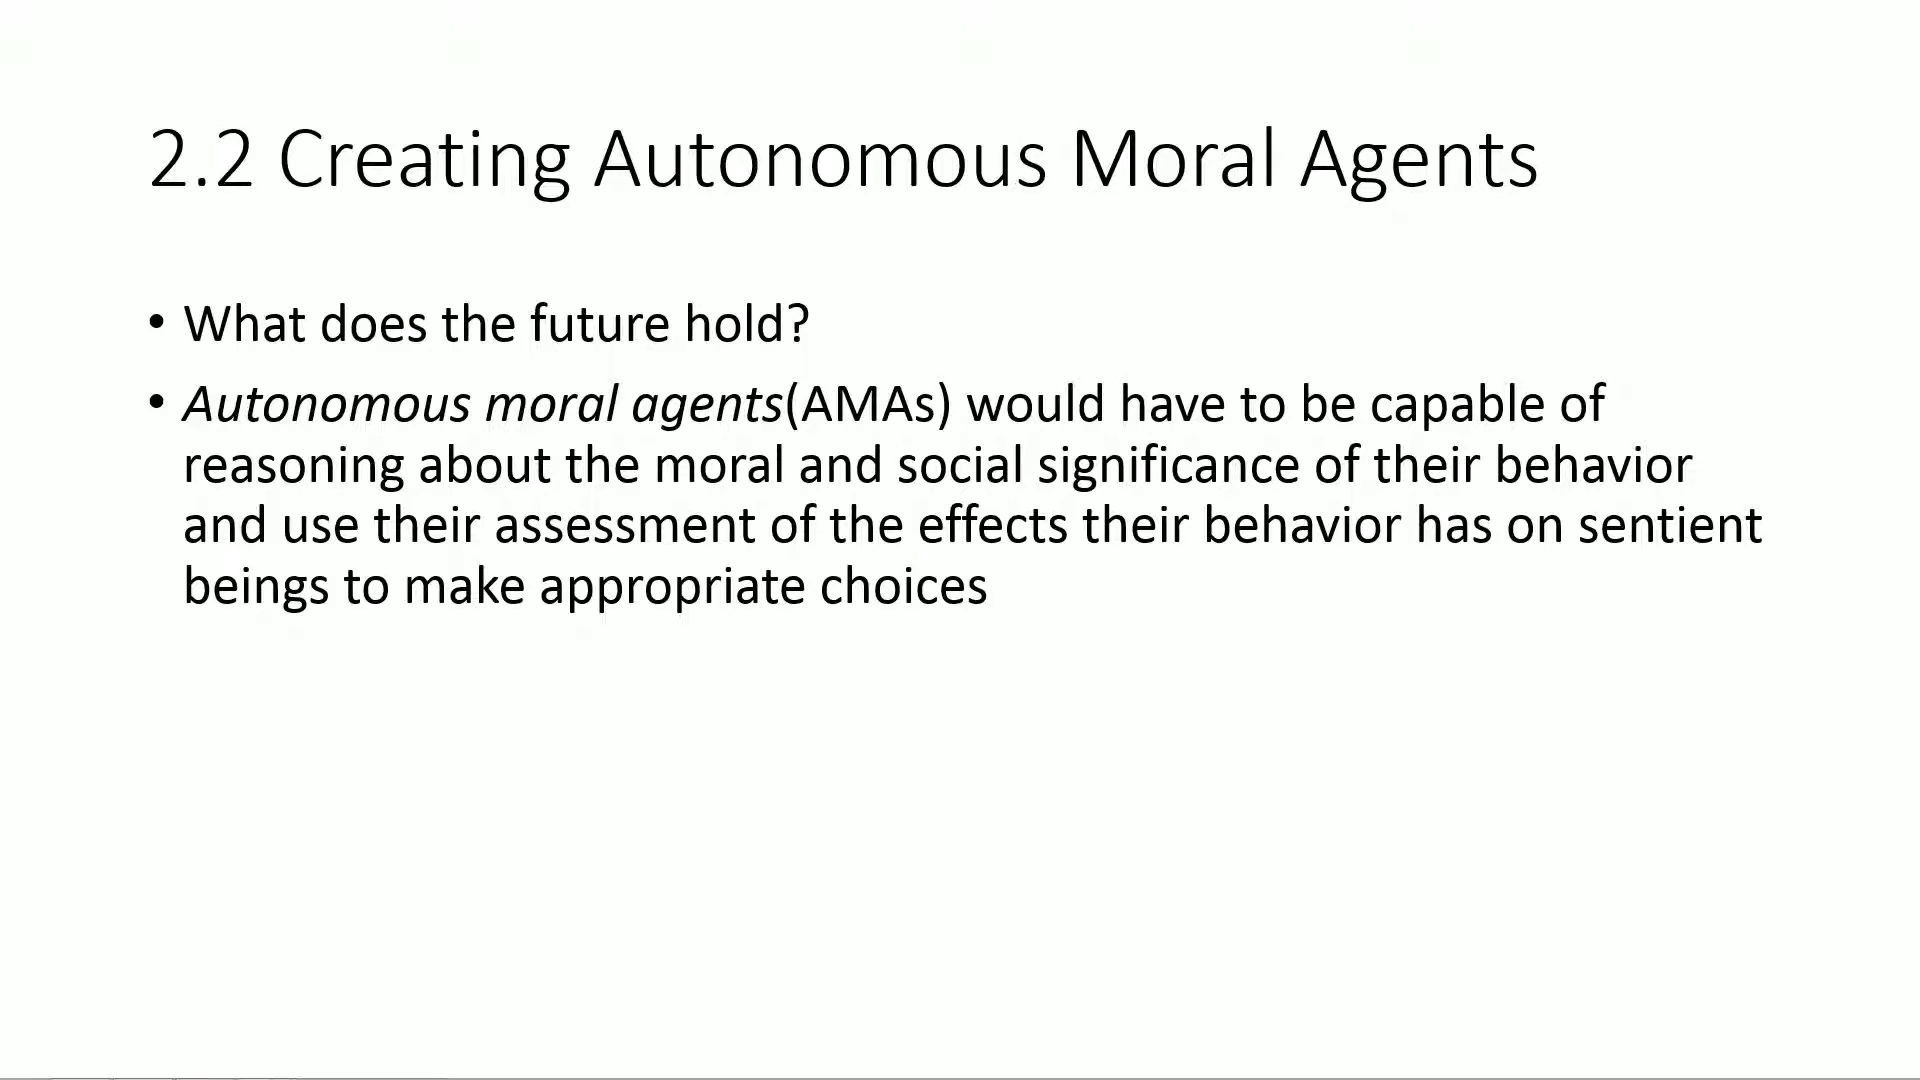 2.2 Creating Autonomous Moral Agents
• What does the future hold?
• Autonomous moral agents(AMAs) would have to be capable of
reasoning about the moral and social significance of their behavior
and use their assessment of the effects their behavior has on sentient
beings to make appropriate choices